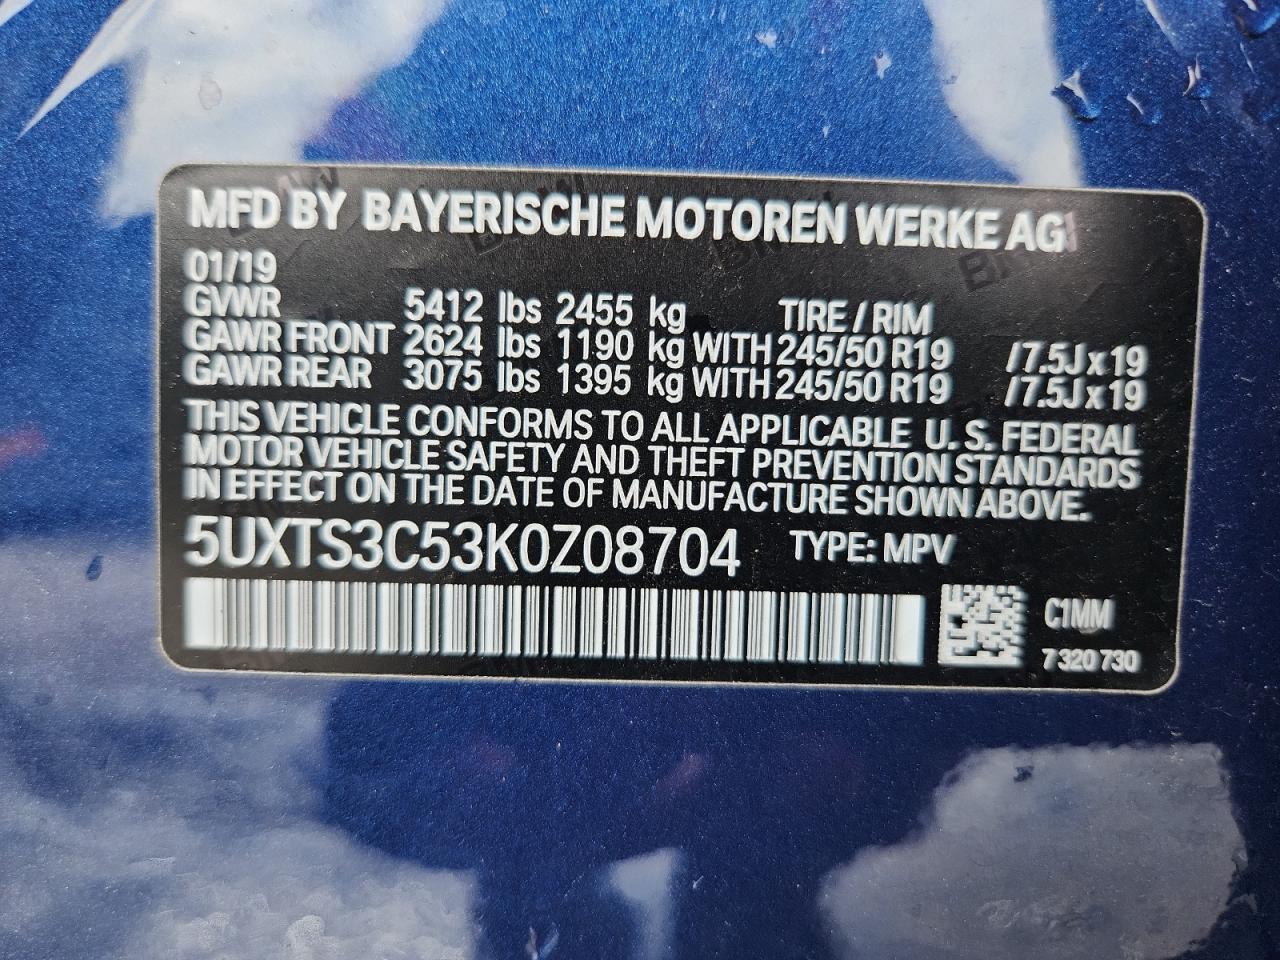 MFD BY BAYERISCHE MOTOREN WERKE AG
01/19
GVWR 5412 lbs 2455 kg TIRE / RIM
GAWR FRONT 2624 lbs 1190 kg WITH 245/50 R19 /7.5J x 19
GAWR REAR 3075 lbs 1395 kg WITH 245/50 R19 /7.5J x 19
THIS VEHICLE CONFORMS TO ALL APPLICABLE U. S. FEDERAL
MOTOR VEHICLE SAFETY AND THEFT PREVENTION STANDARDS
IN EFFECT ON THE DATE OF MANUFACTURE SHOWN ABOVE.
5UXTS3C53K0Z08704 TYPE: MPV
C1MM
7 320 730